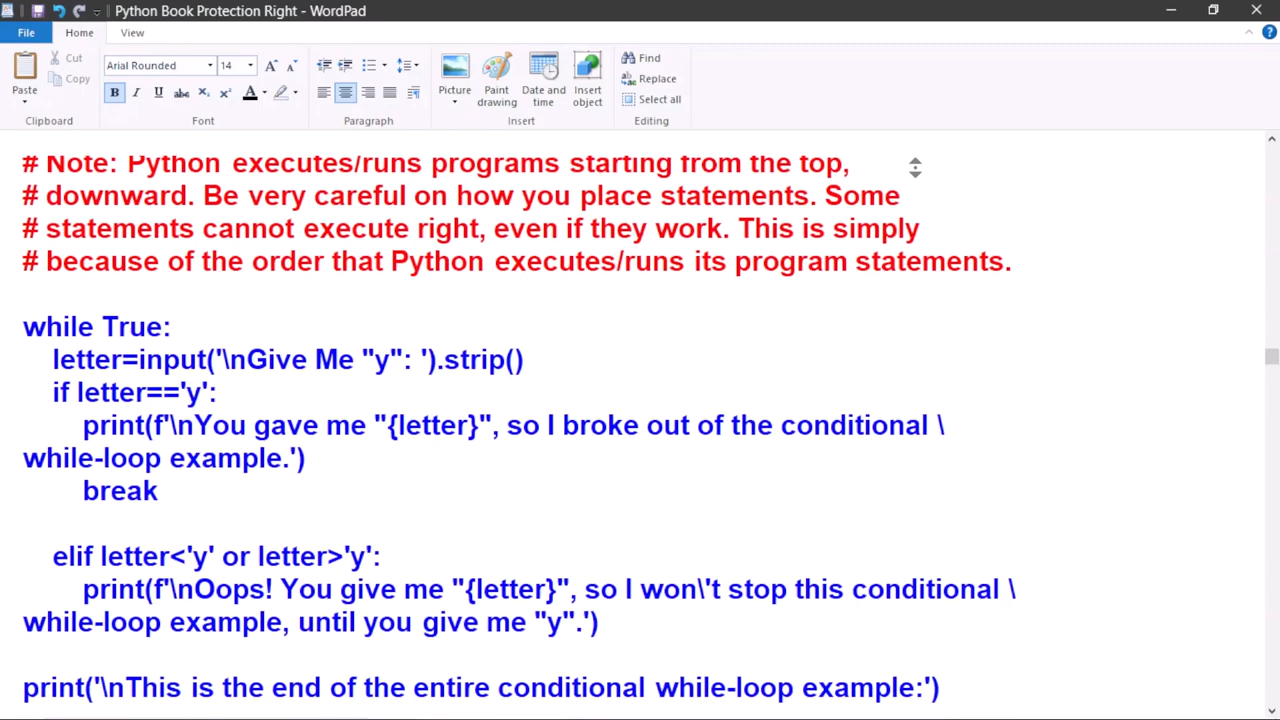 Python Book Protection Right - WordPad
File Home View
Paste
Cut
Copy
Clipboard
Arial Rounded 14
B I U abc X₂ X² A
Font
Paragraph
Picture
Paint drawing
Date and time
Insert object
Insert
Find
Replace
Select all
Editing
# Note: Python executes/runs programs starting from the top,
# downward. Be very careful on how you place statements. Some
# statements cannot execute right, even if they work. This is simply
# because of the order that Python executes/runs its program statements.
while True:
    letter=input('\nGive Me "y": ').strip()
    if letter=='y':
        print(f'\nYou gave me "{letter}", so I broke out of the conditional \
while-loop example.')
        break
    elif letter<'y' or letter>'y':
        print(f'\nOops! You give me "{letter}", so I won\'t stop this conditional \
while-loop example, until you give me "y".')
print('\nThis is the end of the entire conditional while-loop example:')